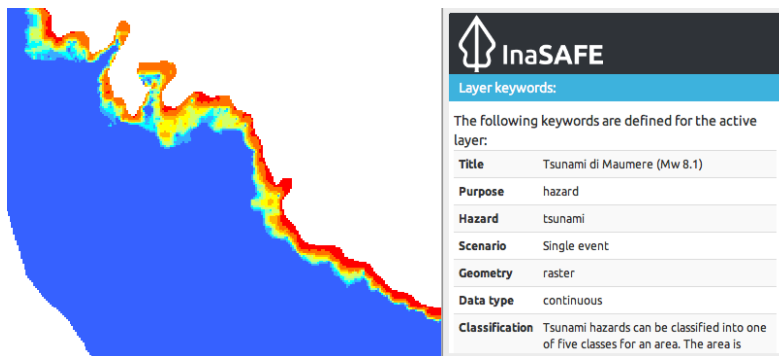 InaSAFE
Layer keywords:
The following keywords are defined for the active
layer:
Title Tsunami di Maumere (Mw 8.1)
Purpose hazard
Hazard tsunami
Scenario Single event
Geometry raster
Data type continuous
Classification Tsunami hazards can be classified into one
of five classes for an area. The area is